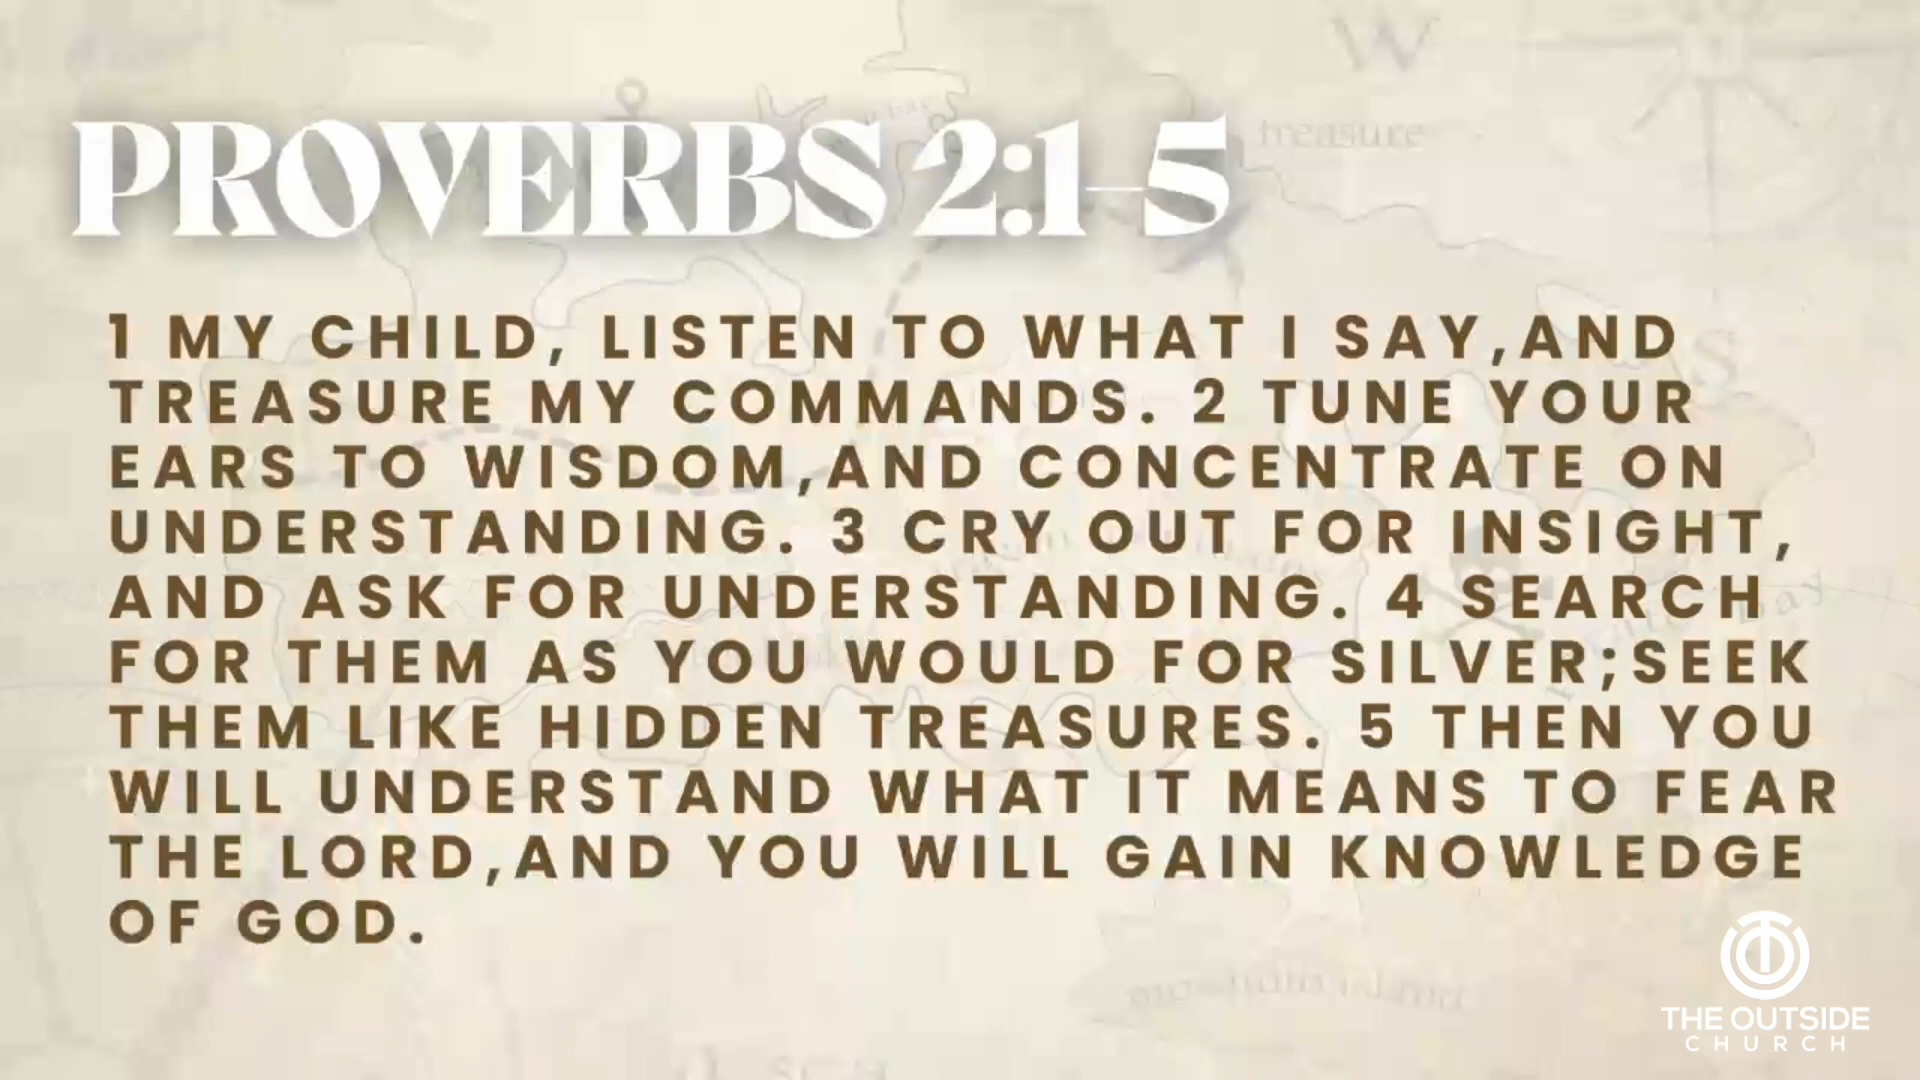 W
treasure
PROVERBS 2:1-5
1 MY CHILD, LISTEN TO WHAT I SAY,AND
TREASURE MY COMMANDS. 2 TUNE YOUR
EARS TO WISDOM,AND CONCENTRATE ON
UNDERSTANDING. 3 CRY OUT FOR INSIGHT,
AND ASK FOR UNDERSTANDING. 4 SEARCH
FOR THEM AS YOU WOULD FOR SILVER;SEEK
THEM LIKE HIDDEN TREASURES. 5 THEN YOU
WILL UNDERSTAND WHAT IT MEANS TO FEAR
THE LORD,AND YOU WILL GAIN KNOWLEDGE
OF GOD.
S
bay
island
THE OUTSIDE
CHURCH